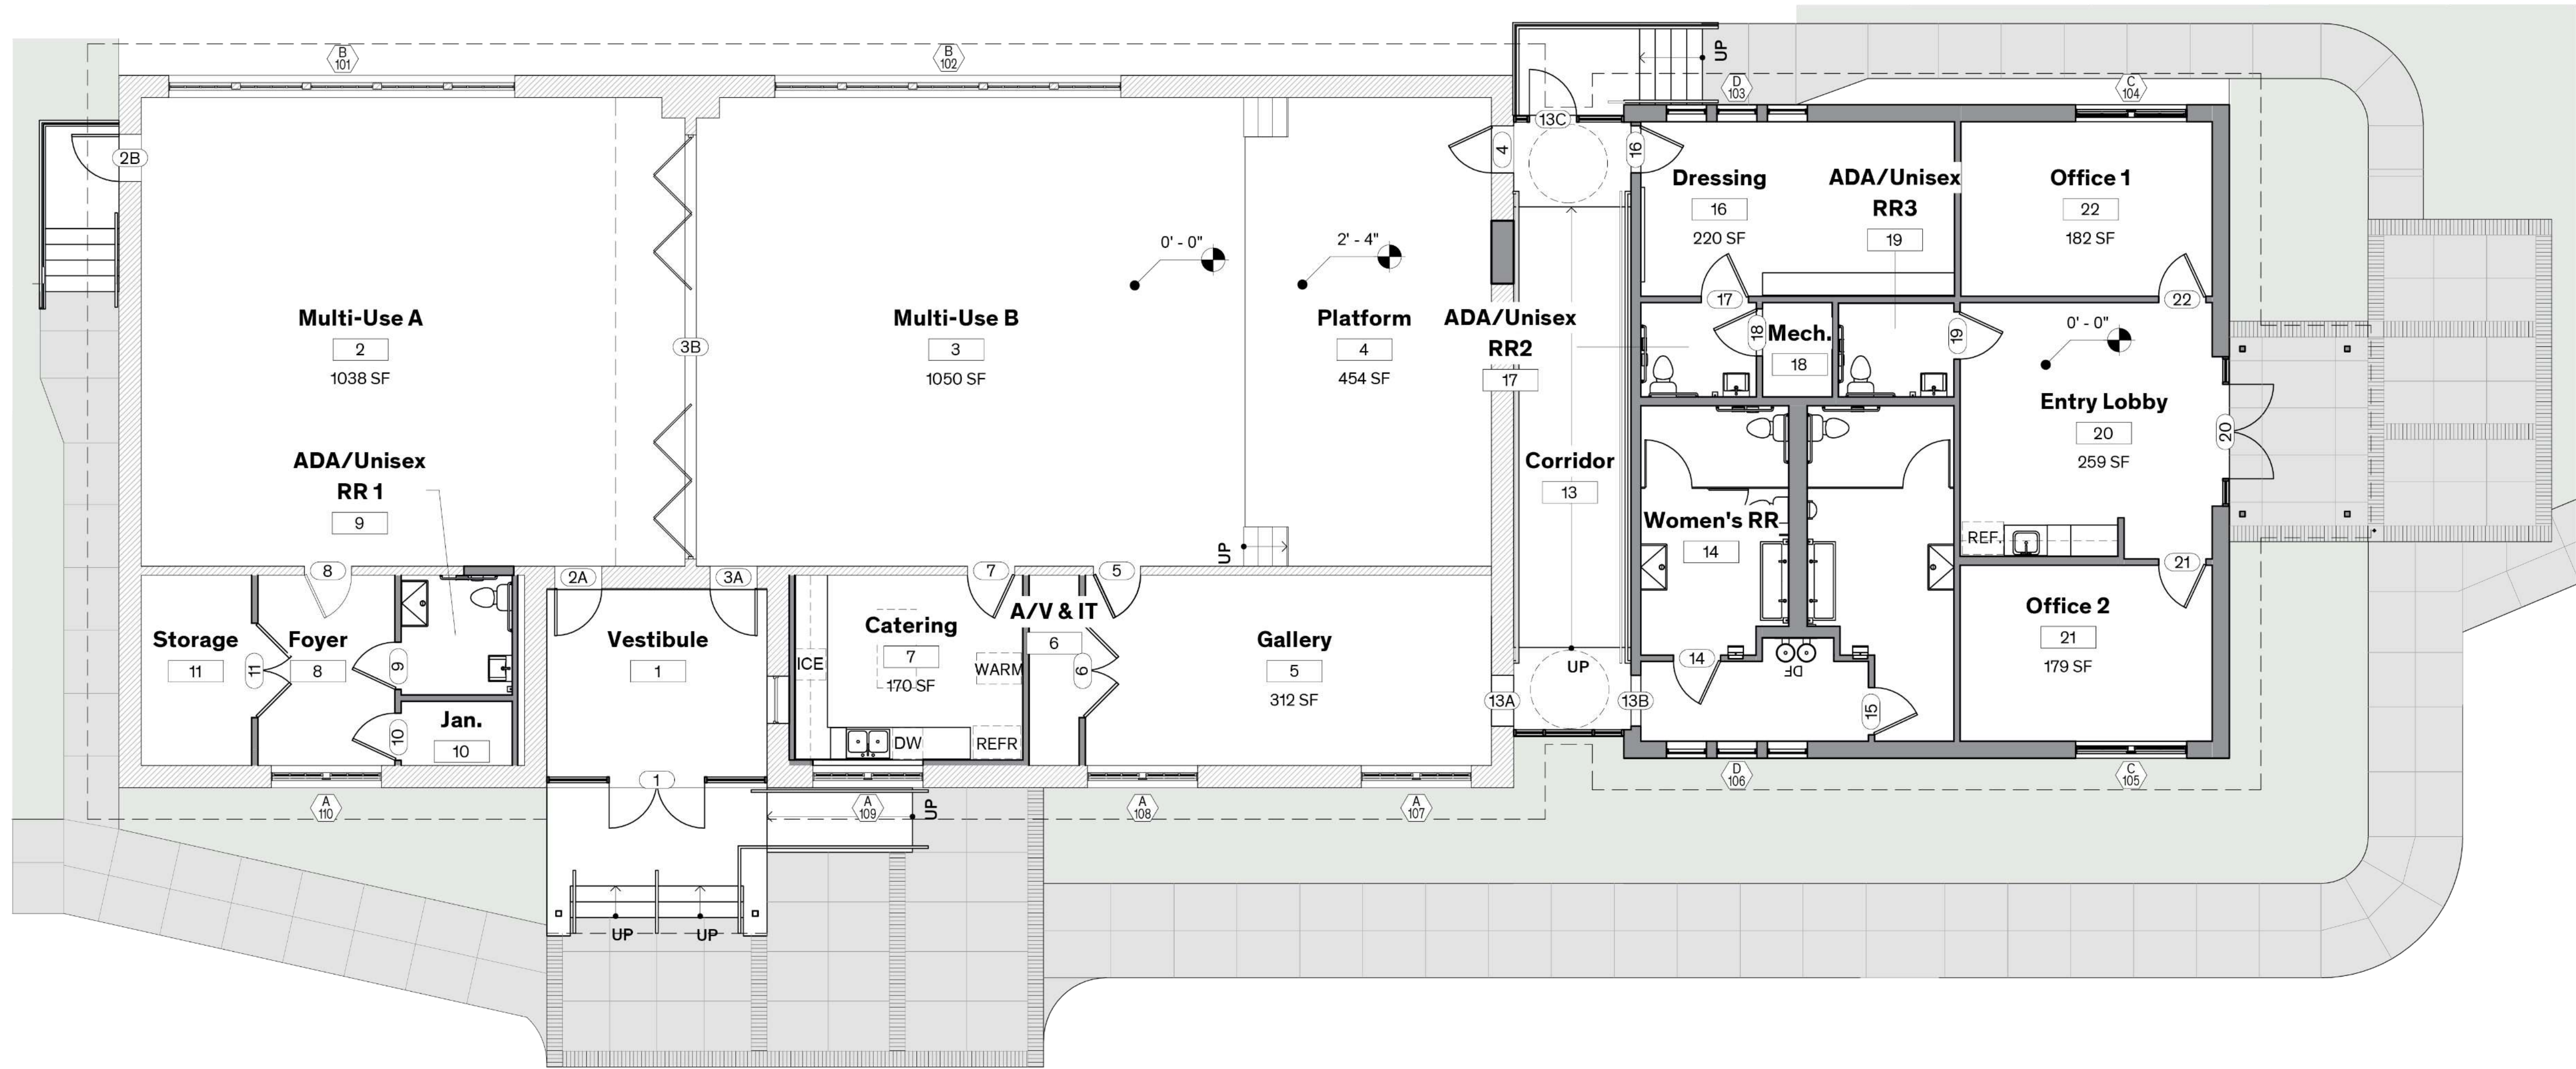 B
101
B
102
D
103
C
104
UP
2B
13C
4
16
Dressing
16
220 SF
ADA/Unisex
RR3
19
Office 1
22
182 SF
0' - 0"
2' - 4"
Multi-Use A
2
1038 SF
3B
Multi-Use B
3
1050 SF
Platform
4
454 SF
ADA/Unisex
RR2
17
17
18
Mech.
18
19
22
0' - 0"
Entry Lobby
20
259 SF
20
ADA/Unisex
RR 1
9
Corridor
13
Women's RR
14
REF.
UP
8
2A
3A
7
5
21
Storage
11
11
Foyer
8
9
Vestibule
1
Catering
7
170 SF
ICE
WARM
A/V & IT
6
6
Gallery
5
312 SF
UP
14
DF
15
Office 2
21
179 SF
Jan.
10
10
DW
REFR
13A
13B
1
A
110
A
109
UP
A
108
A
107
D
106
C
105
UP
UP